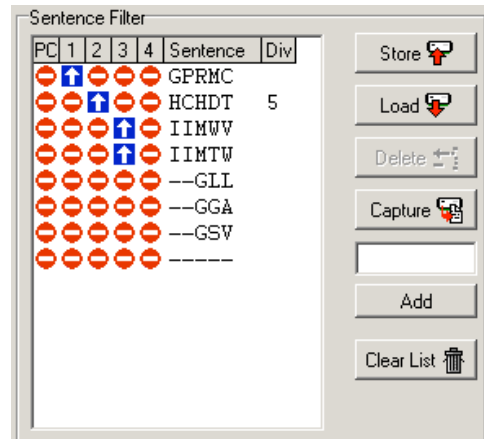 Sentence Filter
PC 1 2 3 4 Sentence Div
GPRMC
HCHDT 5
IIMWV
IIMTW
--GLL
--GGA
--GSV
-----
Store
Load
Delete
Capture
Add
Clear List